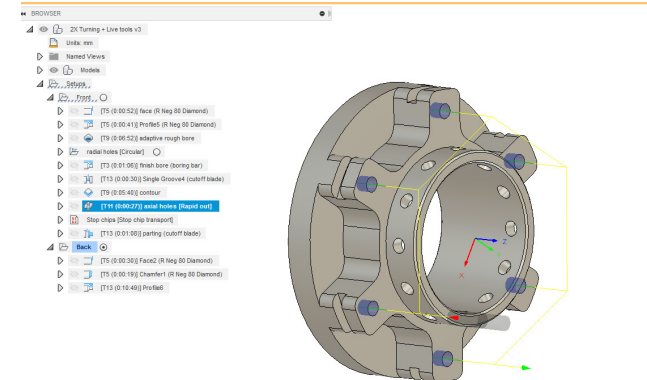 BROWSER
2X Turning + Live tools v3
Units: mm
Named Views
Models
Setups
Front
[T5 (0:00:52)] face (R Neg 80 Diamond)
[T5 (0:00:41)] Profile5 (R Neg 80 Diamond)
[T9 (0:06:52)] adaptive rough bore
radial holes [Circular]
[T3 (0:01:06)] finish bore (boring bar)
[T13 (0:00:30)] Single Groove4 (cutoff blade)
[T9 (0:05:40)] contour
[T11 (0:00:27)] axial holes [Rapid out]
Stop chips [Stop chip transport]
[T13 (0:01:08)] parting (cutoff blade)
Back
[T5 (0:00:30)] Face2 (R Neg 80 Diamond)
[T5 (0:00:19)] Chamfer1 (R Neg 80 Diamond)
[T13 (0:10:49)] Profile6
Z
Y
X